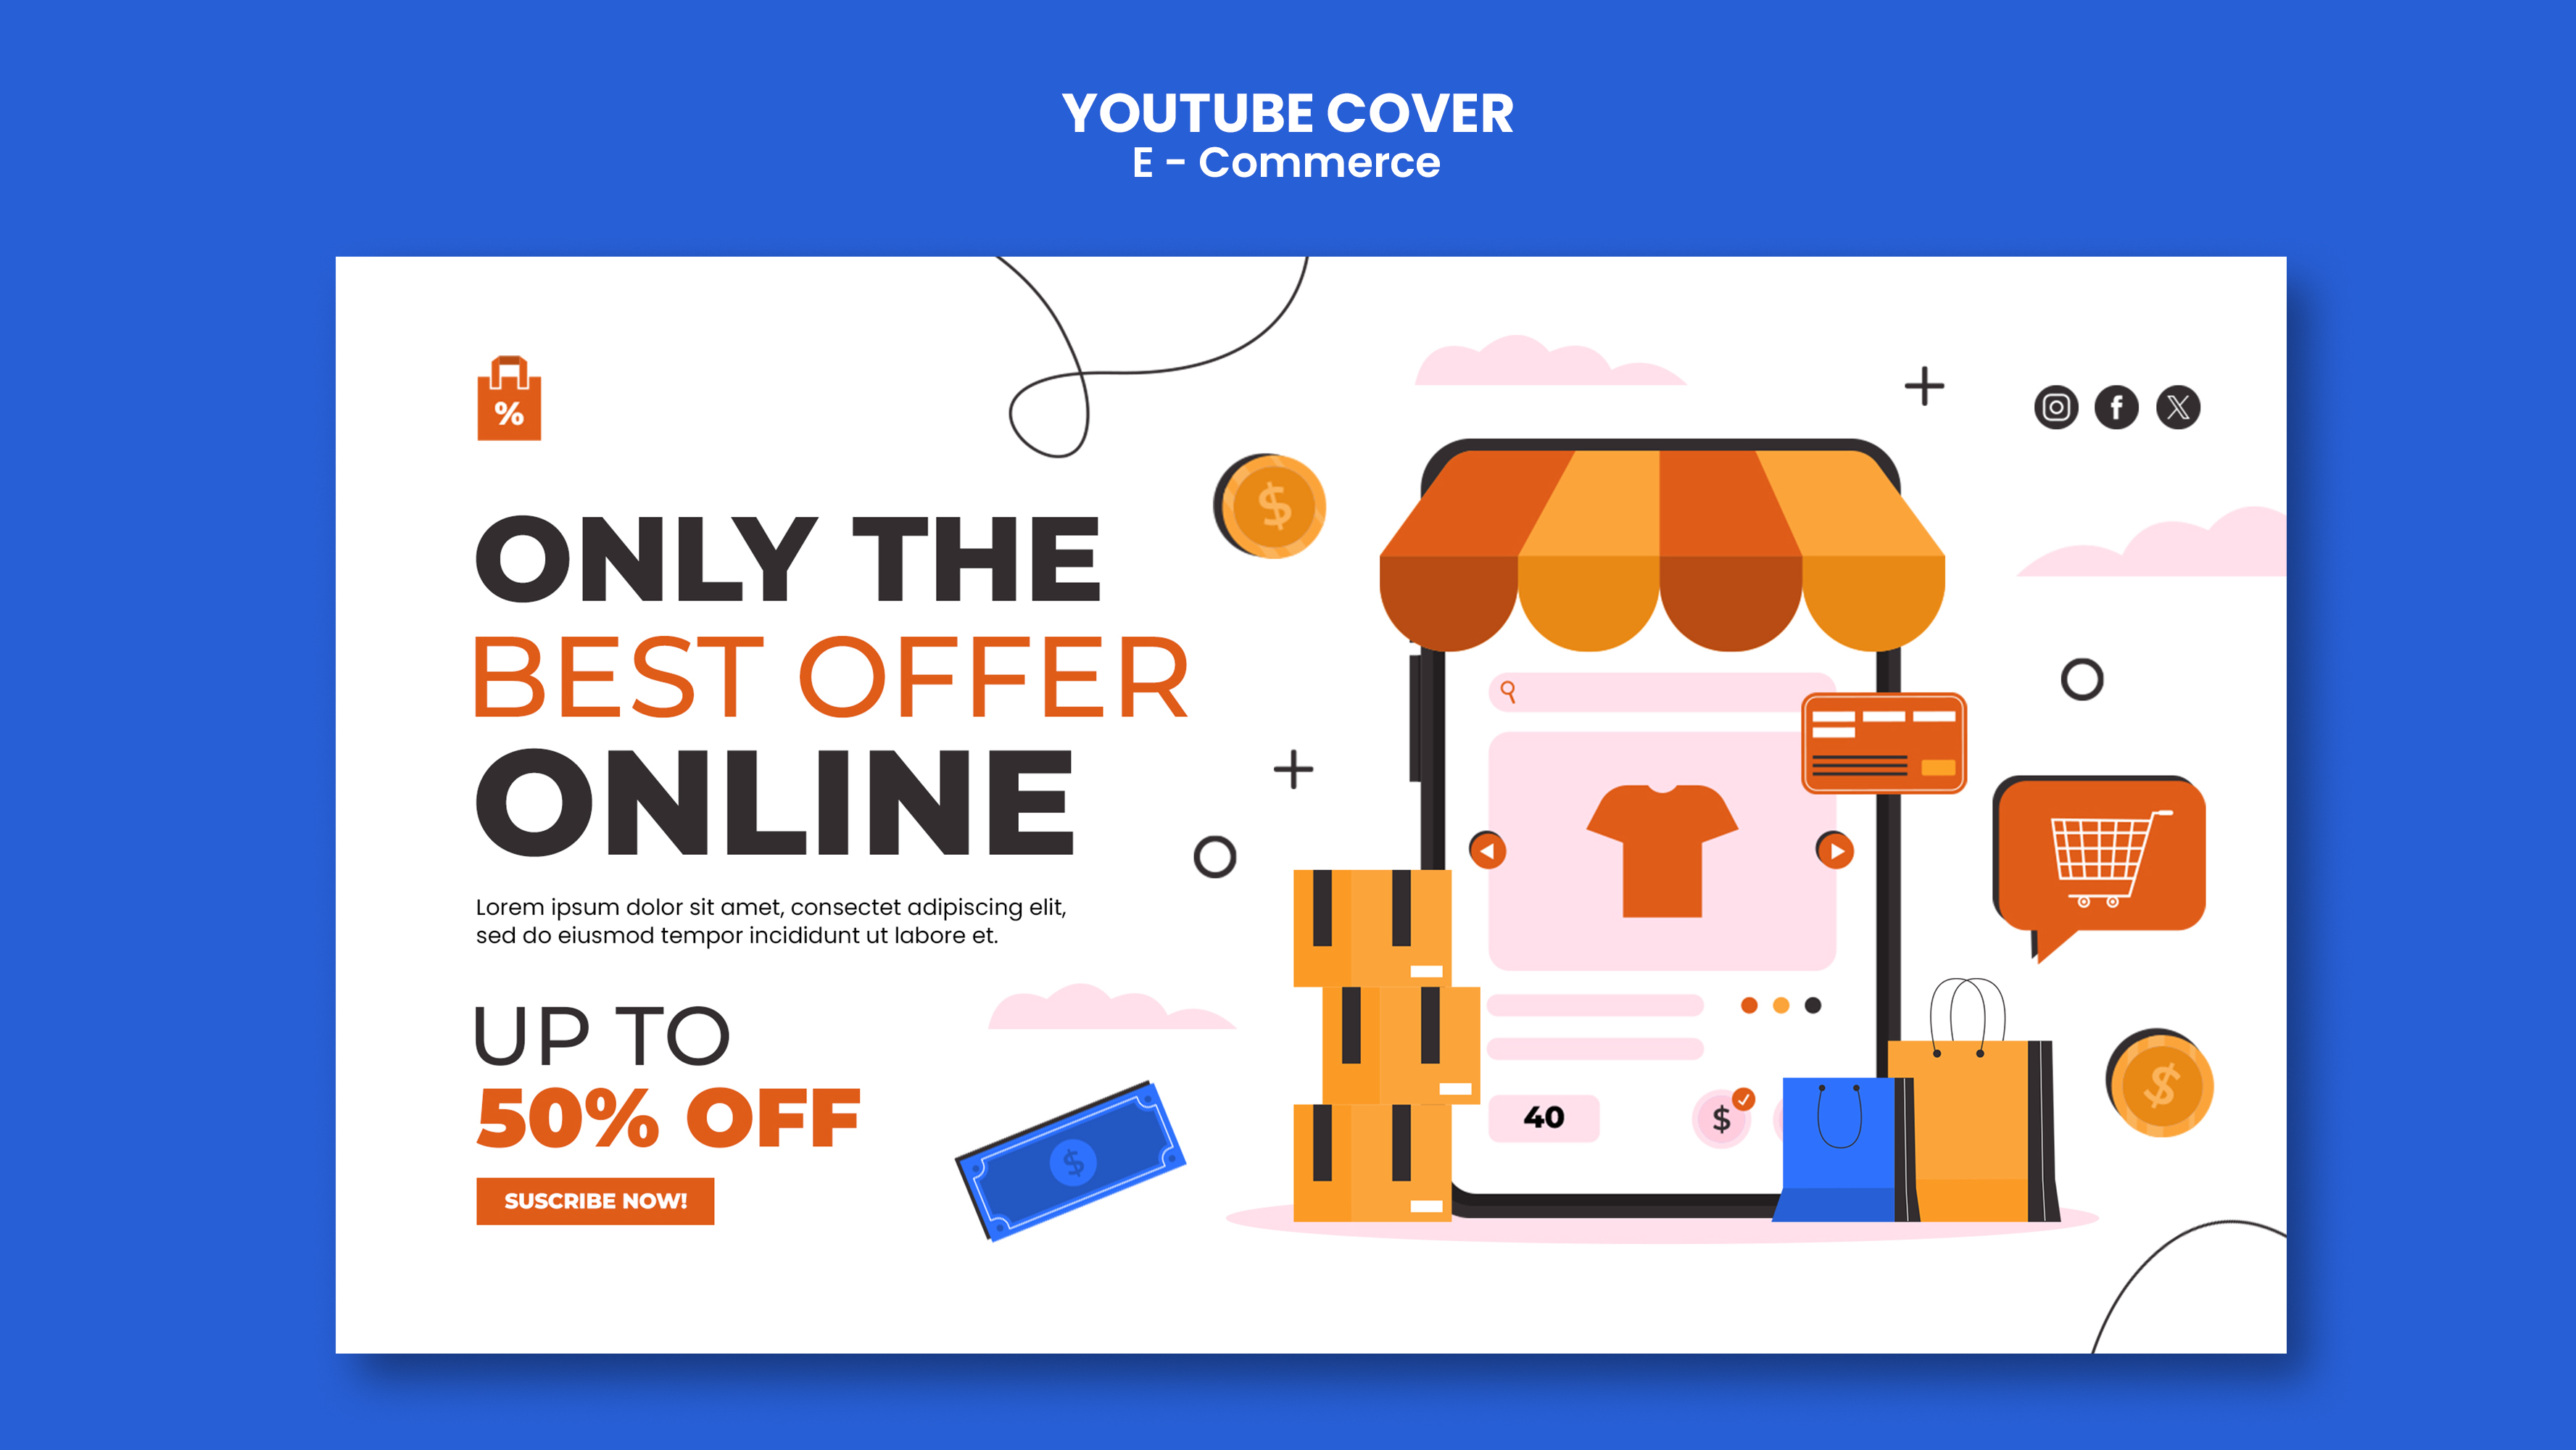 YOUTUBE COVER
E - Commerce
%
ONLY THE
BEST OFFER
ONLINE
Lorem ipsum dolor sit amet, consectet adipiscing elit,
sed do eiusmod tempor incididunt ut labore et.
UP TO
50% OFF
SUSCRIBE NOW!
$
$
40
$
$